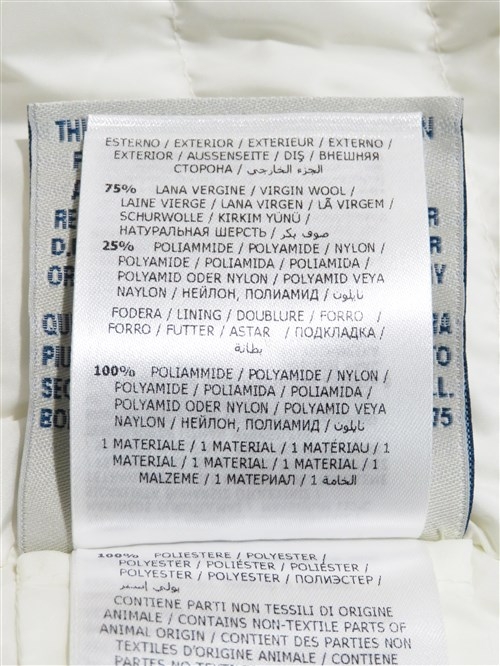 ESTERNO / EXTERIOR / EXTERIEUR / EXTERNO /
EXTERIOR / AUSSENSEITE / DIŞ / ВНЕШНЯЯ
СТОРОНА / الجزء الخارجي
75% LANA VERGINE / VIRGIN WOOL /
LAINE VIERGE / LANA VIRGEN / LÃ VIRGEM /
SCHURWOLLE / KIRKIM YÜNÜ /
НАТУРАЛЬНАЯ ШЕРСТЬ / صوف بكر
25% POLIAMMIDE / POLYAMIDE / NYLON /
POLYAMIDE / POLIAMIDA / POLIAMIDA /
POLYAMID ODER NYLON / POLYAMID VEYA
NAYLON / НЕЙЛОН, ПОЛИАМИД / نايلون
FODERA / LINING / DOUBLURE / FORRO /
FORRO / FUTTER / ASTAR / ПОДКЛАДКА /
بطانة
100% POLIAMMIDE / POLYAMIDE / NYLON /
POLYAMIDE / POLIAMIDA / POLIAMIDA /
POLYAMID ODER NYLON / POLYAMID VEYA
NAYLON / НЕЙЛОН, ПОЛИАМИД / نايلون
1 MATERIALE / 1 MATERIAL / 1 MATÉRIAU / 1
MATERIAL / 1 MATERIAL / 1 MATERIAL / 1
MALZEME / 1 МАТЕРИАЛ / 1 الخامة
100% POLIESTERE / POLYESTER /
POLYESTER / POLIÉSTER / POLIÉSTER /
POLYESTER / POLYESTER / ПОЛИЭСТЕР /
بولي إستير
CONTIENE PARTI NON TESSILI DI ORIGINE
ANIMALE / CONTAINS NON-TEXTILE PARTS OF
ANIMAL ORIGIN / CONTIENT DES PARTIES NON
TEXTILES D'ORIGINE ANIMALE / CONTIENE